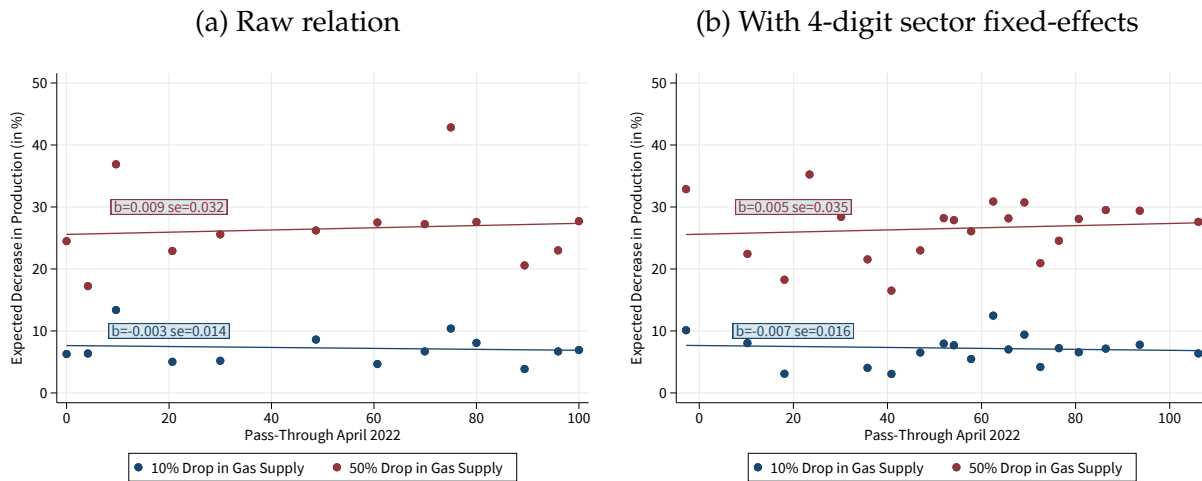 (a) Raw relation
Expected Decrease in Production (in %)
50
40
30
20
10
0
b=0.009 se=0.032
b=-0.003 se=0.014
0 20 40 60 80 100
Pass-Through April 2022
10% Drop in Gas Supply 50% Drop in Gas Supply
(b) With 4-digit sector fixed-effects
Expected Decrease in Production (in %)
50
40
30
20
10
0
b=0.005 se=0.035
b=-0.007 se=0.016
0 20 40 60 80 100
Pass-Through April 2022
10% Drop in Gas Supply 50% Drop in Gas Supply